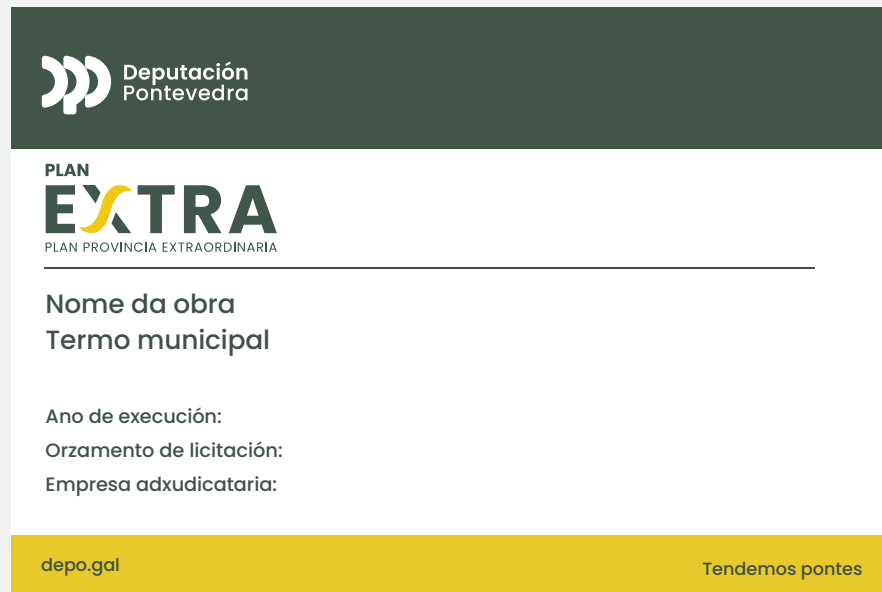 Deputación
Pontevedra
PLAN
EXTRA
PLAN PROVINCIA EXTRAORDINARIA
Nome da obra
Termo municipal
Ano de execución:
Orzamento de licitación:
Empresa adxudicataria:
depo.gal
Tendemos pontes